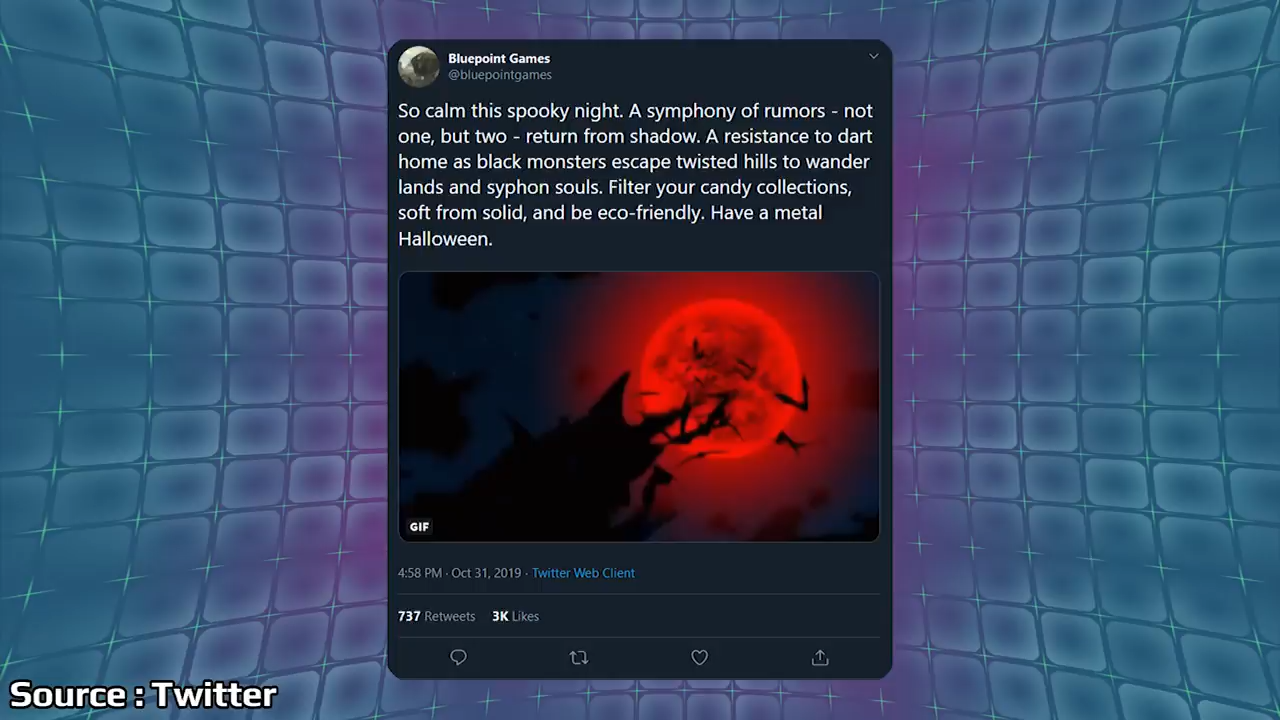 Bluepoint Games
@bluepointgames
So calm this spooky night. A symphony of rumors - not
one, but two - return from shadow. A resistance to dart
home as black monsters escape twisted hills to wander
lands and syphon souls. Filter your candy collections,
soft from solid, and be eco-friendly. Have a metal
Halloween.
GIF
4:58 PM · Oct 31, 2019 · Twitter Web Client
737 Retweets 3K Likes
Source : Twitter